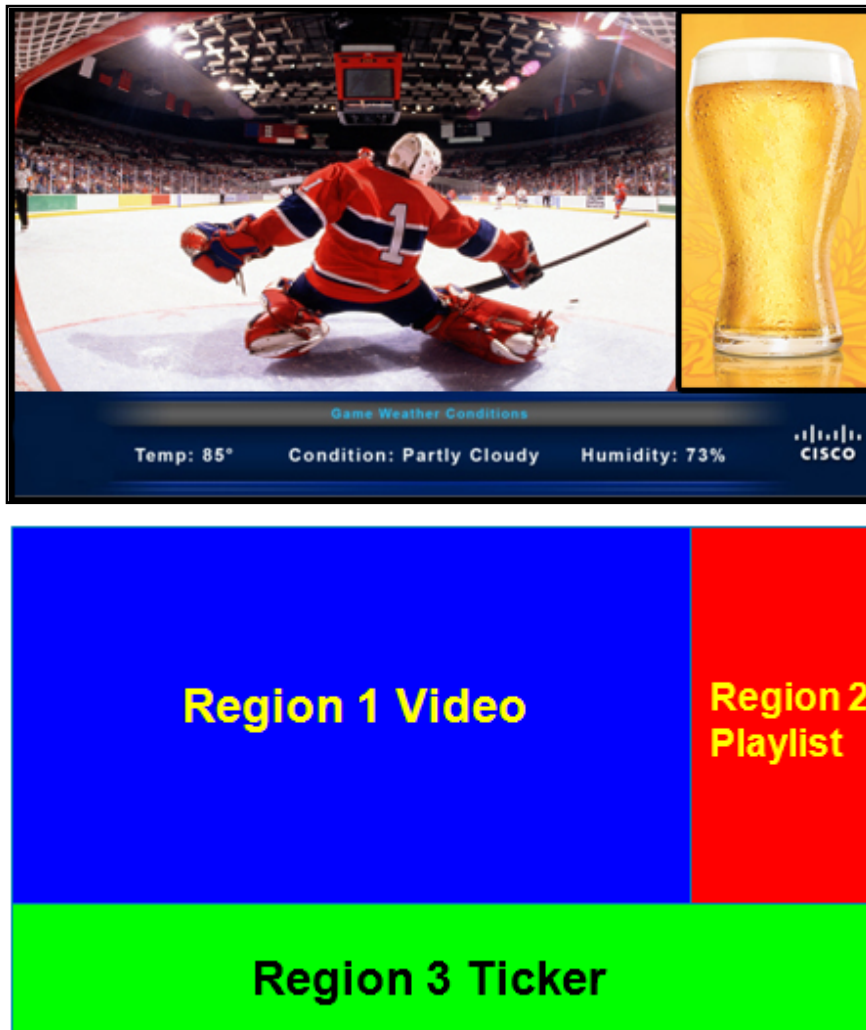 1
Game Weather Conditions
Temp: 85° Condition: Partly Cloudy Humidity: 73%
CISCO
Region 1 Video
Region 2
Playlist
Region 3 Ticker